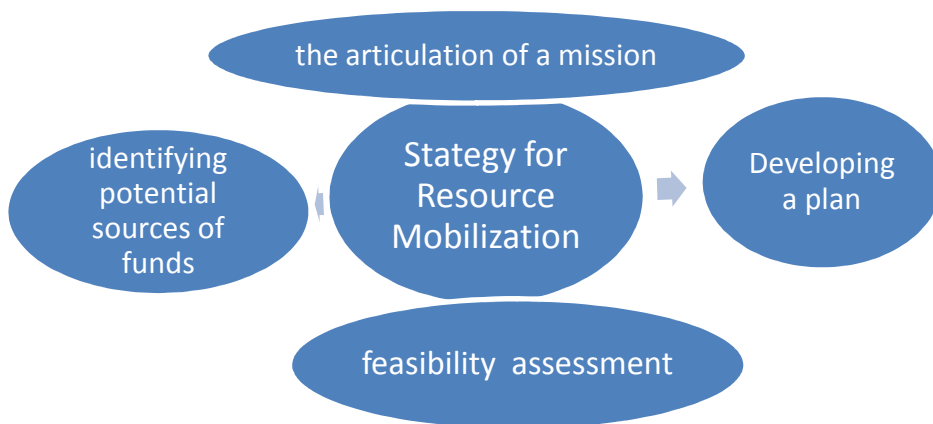 the articulation of a mission
identifying
potential
sources of
funds
Stategy for
Resource
Mobilization
Developing
a plan
feasibility assessment